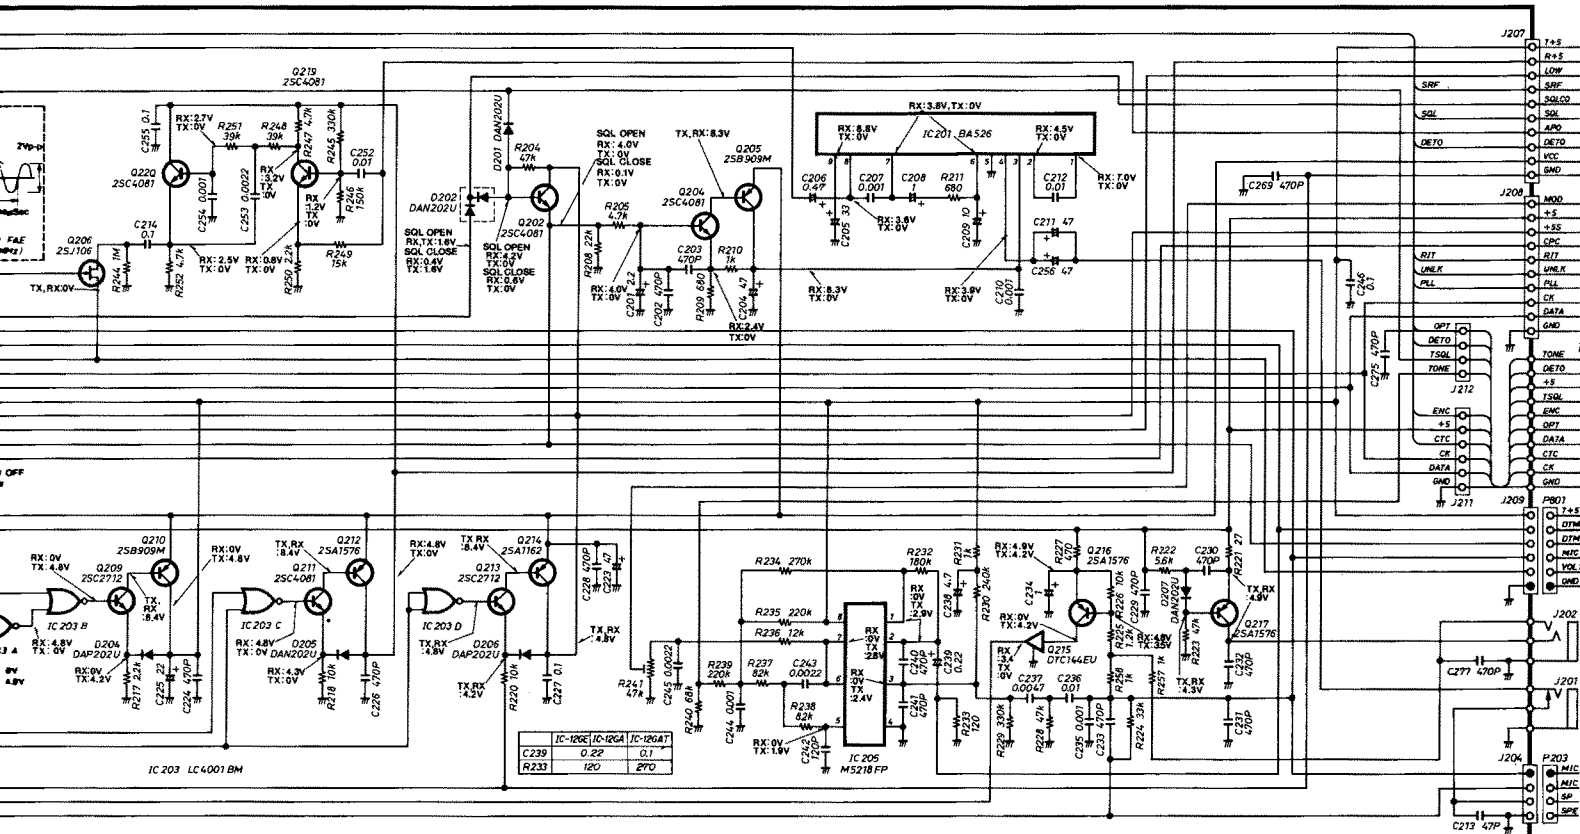 J207
T+5
R+5
LOW
SRF
SRF
SQLCO
SQL
SQL
APO
DETO
DETO
VCC
GND
J208
MOD
+5
+5S
CPC
RIT
RIT
UNLK
UNLK
PLL
PLL
CK
DATA
GND
TONE
DETO
+5
TSQL
ENC
OPT
DATA
CTC
CK
GND
OPT
DETO
TSQL
TONE
J212
ENC
+5
CTC
CK
DATA
GND
J211
J209
P801
T+5
DTM
DTM
MIC
VOL
GND
J202
J201
J204
P203
MIC
MIC
SP
SPE
C269 470P
C246 0.1
C275 470P
C277 470P
C273 47P
Q219
2SC4081
2Vp-p
C255 0.1
RX:2.7V
TX:0V
R251
39k
R248
39k
R247 4.7k
R245 330k
C252
0.01
Q220
2SC4081
C254 0.001
C253 0.0022
RX
:3.2V
TX
:0V
RX
:1.2V
TX
:0V
R246
150k
C214
0.1
Q206
2SJ106
R244 1M
R252 4.7k
RX:2.5V
TX:0V
RX:0.8V
TX:0V
R250 2.2k
R249
15k
TX,RX:0V
D201 DAN202U
R204
47k
D202
DAN202U
Q202
2SC4081
SQL OPEN
RX:4.0V
TX:0V
SQL CLOSE
RX:0.1V
TX:0V
SQL OPEN
RX,TX:1.6V
SQL CLOSE
RX:0.4V
TX:1.6V
SQL OPEN
RX:4.2V
TX:0V
SQL CLOSE
RX:0.6V
TX:0V
TX,RX:8.3V
Q205
2SB909M
Q204
2SC4081
R205
4.7k
R208 22k
RX:4.0V
TX:0V
C201 2.2
C202 470P
C203
470P
R210
1k
R209 680
C204 47
RX:2.4V
TX:0V
RX:8.3V
TX:0V
RX:3.8V,TX:0V
IC201 BA526
RX:8.8V
TX:0V
RX:4.5V
TX:0V
9 8 7 6 5 4 3 2 1
RX:7.0V
TX:0V
C206
0.47
C207
0.001
C208
1
R211
680
C205 33
RX:3.6V
TX:0V
C209 10
C212
0.01
C211 47
C256 47
RX:3.9V
TX:0V
C210
0.001
OFF
Q210
2SB909M
RX:0V
TX:4.8V
RX:0V
TX:4.8V
Q209
2SC2712
TX,
RX
:8.4V
IC203 B
RX:4.8V
TX:0V
D204
DAP202U
RX:0V
TX:4.2V
R217 2.2k
C225 22
C224 470P
Q212
2SA1576
TX,RX
:8.4V
Q211
2SC4081
IC203 C
RX:4.8V
TX:0V
D205
DAN202U
RX:4.3V
TX:0V
R218 10k
C226 470P
RX:4.8V
TX:0V
TX,RX
:8.4V
Q214
2SA1162
Q213
2SC2712
IC203 D
TX,RX
:4.8V
D206
DAP202U
TX,RX
:4.2V
R220 10k
C227 0.1
C228 470P
C223 47
TX,RX
:4.8V
IC 203 LC4001BM
IC-12GE IC-12GA IC-12GAT
C239 0.22 0.1
R233 120 270
R241
47k
C245 0.0022
R240 68k
R239
220k
R237
82k
C243
0.0022
C244 0.001
R238
82k
RX:0V
TX:1.9V
C242
120P
R234 270k
R235 220k
R236 12k
R232
180k
RX
:0V
TX
:2.9V
RX
:0V
TX
:2.8V
RX
:0V
TX
:2.4V
8 7 6 5
1 2 3 4
IC205
M5218FP
C240
470P
C241
470P
C239
0.22
R233
120
C238 4.7
R231
1k
R230 240k
RX:4.9V
TX:4.2V
C234
1
RX:0V
TX:4.2V
RX
:3.4
TX
:0V
Q215
DTC144EU
R227
470
Q216
2SA1576
R226 10k
R225
1.2k
R258
1k
C237
0.0047
C236
0.01
R229 330k
R228 47k
C235 0.001
C233 470P
R224 33k
R257 1k
C229 470P
R222
5.6k
D207
DAN202U
R223 47k
C230
470P
R221 27
TX,RX
:4.9V
Q217
2SA1576
TX,RX
:4.3V
C232
470P
C231
470P